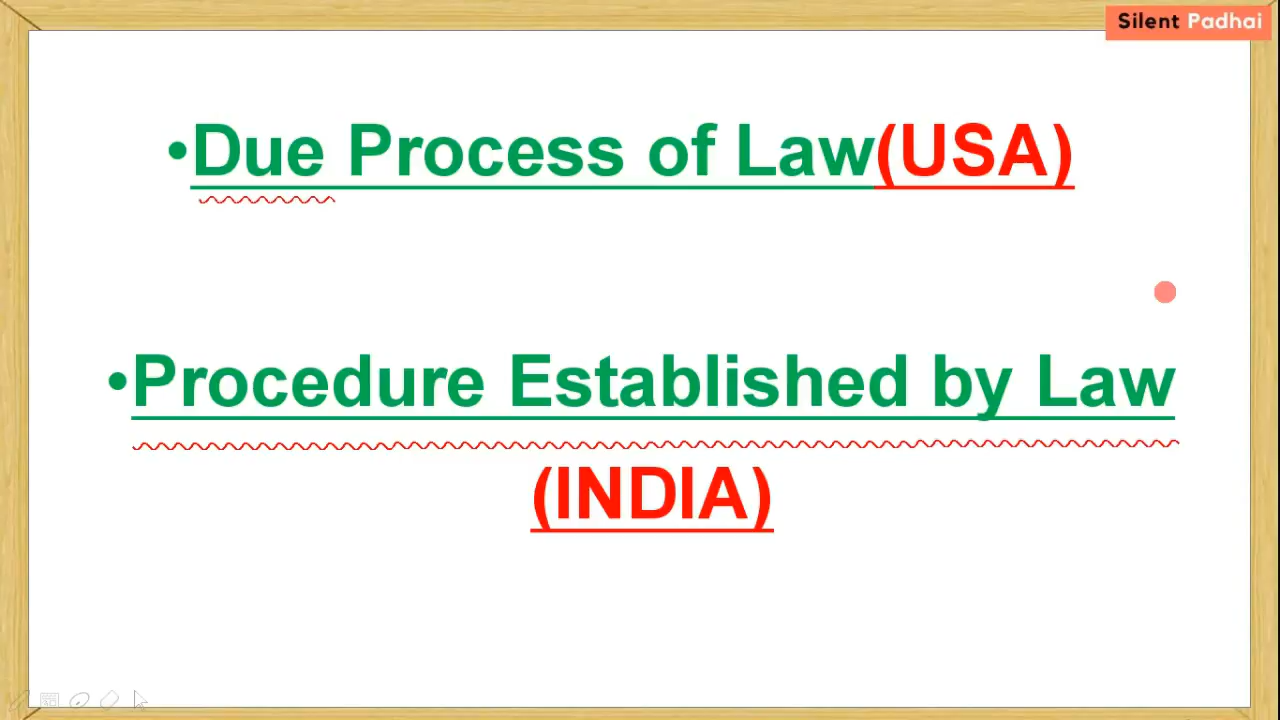 Silent Padhai
•Due Process of Law(USA)
•Procedure Established by Law
(INDIA)